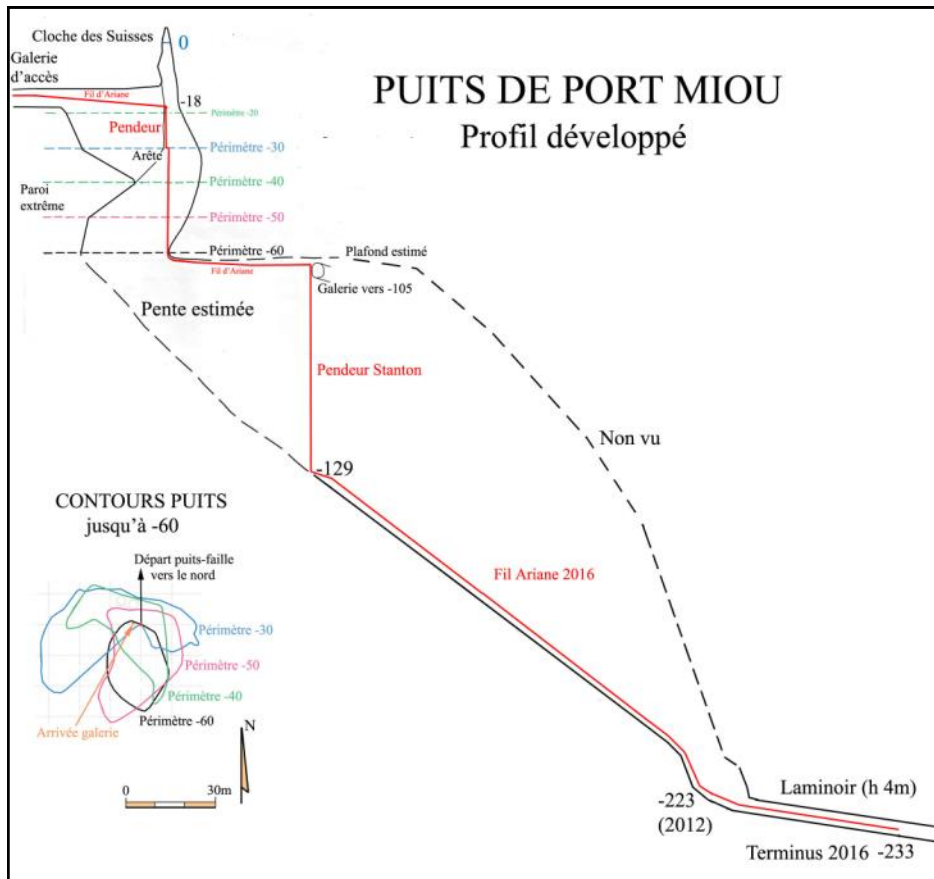 Cloche des Suisses
0
Galerie
d'accès
Fil d'Ariane
-18
PUITS DE PORT MIOU
Profil développé
Périmètre -20
Pendeur
Périmètre -30
Arête
Périmètre -40
Paroi
extrême
Périmètre -50
Périmètre -60
Plafond estimé
Fil d'Ariane
Galerie vers -105
Pente estimée
Pendeur Stanton
Non vu
-129
CONTOURS PUITS
jusqu'à -60
Départ puits-faille
vers le nord
Fil Ariane 2016
Périmètre -30
Périmètre -50
Périmètre -40
Périmètre -60
Arrivée galerie
N
0 30m
Laminoir (h 4m)
-223
(2012)
Terminus 2016 -233